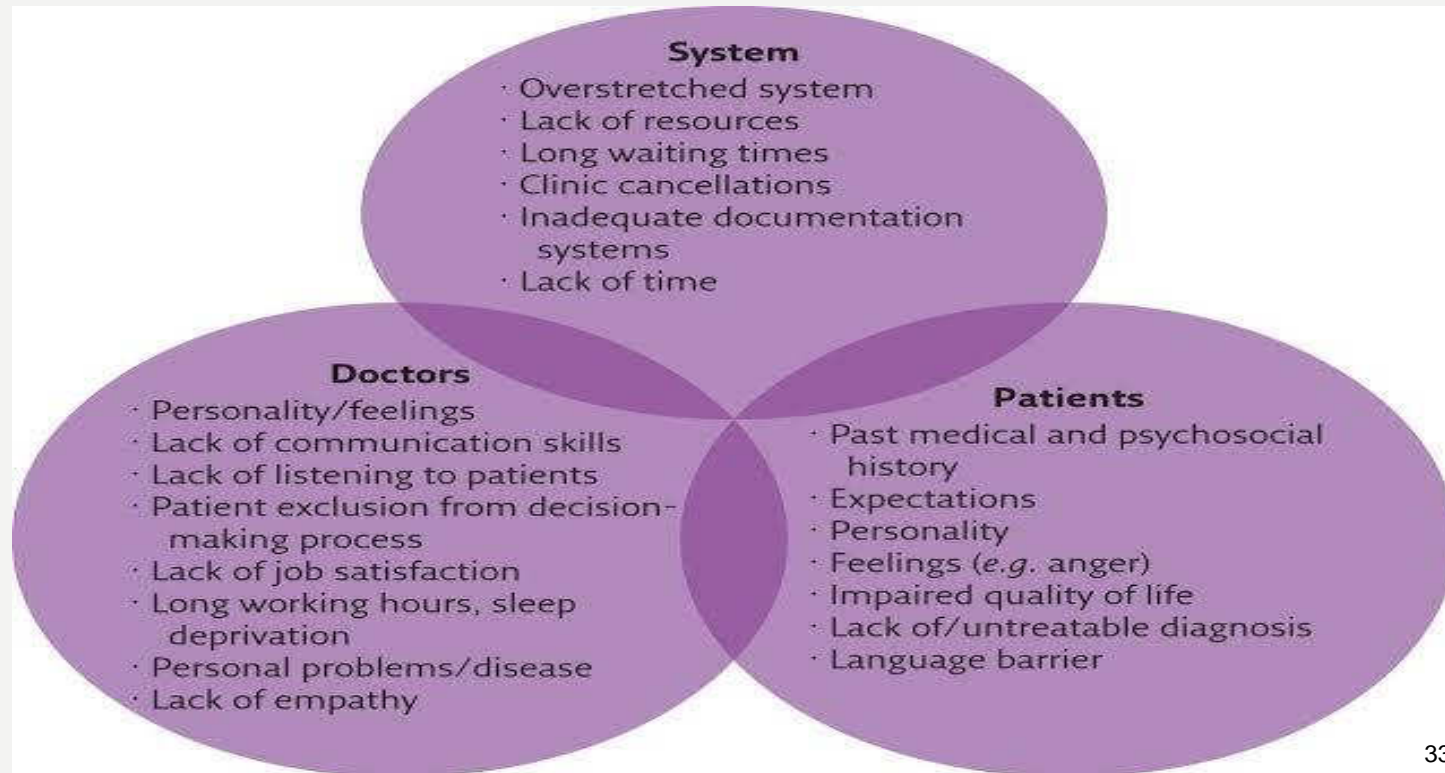 System
· Overstretched system
· Lack of resources
· Long waiting times
· Clinic cancellations
· Inadequate documentation
systems
· Lack of time
Doctors
· Personality/feelings
· Lack of communication skills
· Lack of listening to patients
· Patient exclusion from decision-
making process
· Lack of job satisfaction
· Long working hours, sleep
deprivation
· Personal problems/disease
· Lack of empathy
Patients
· Past medical and psychosocial
history
· Expectations
· Personality
· Feelings (e.g. anger)
· Impaired quality of life
· Lack of/untreatable diagnosis
· Language barrier
33